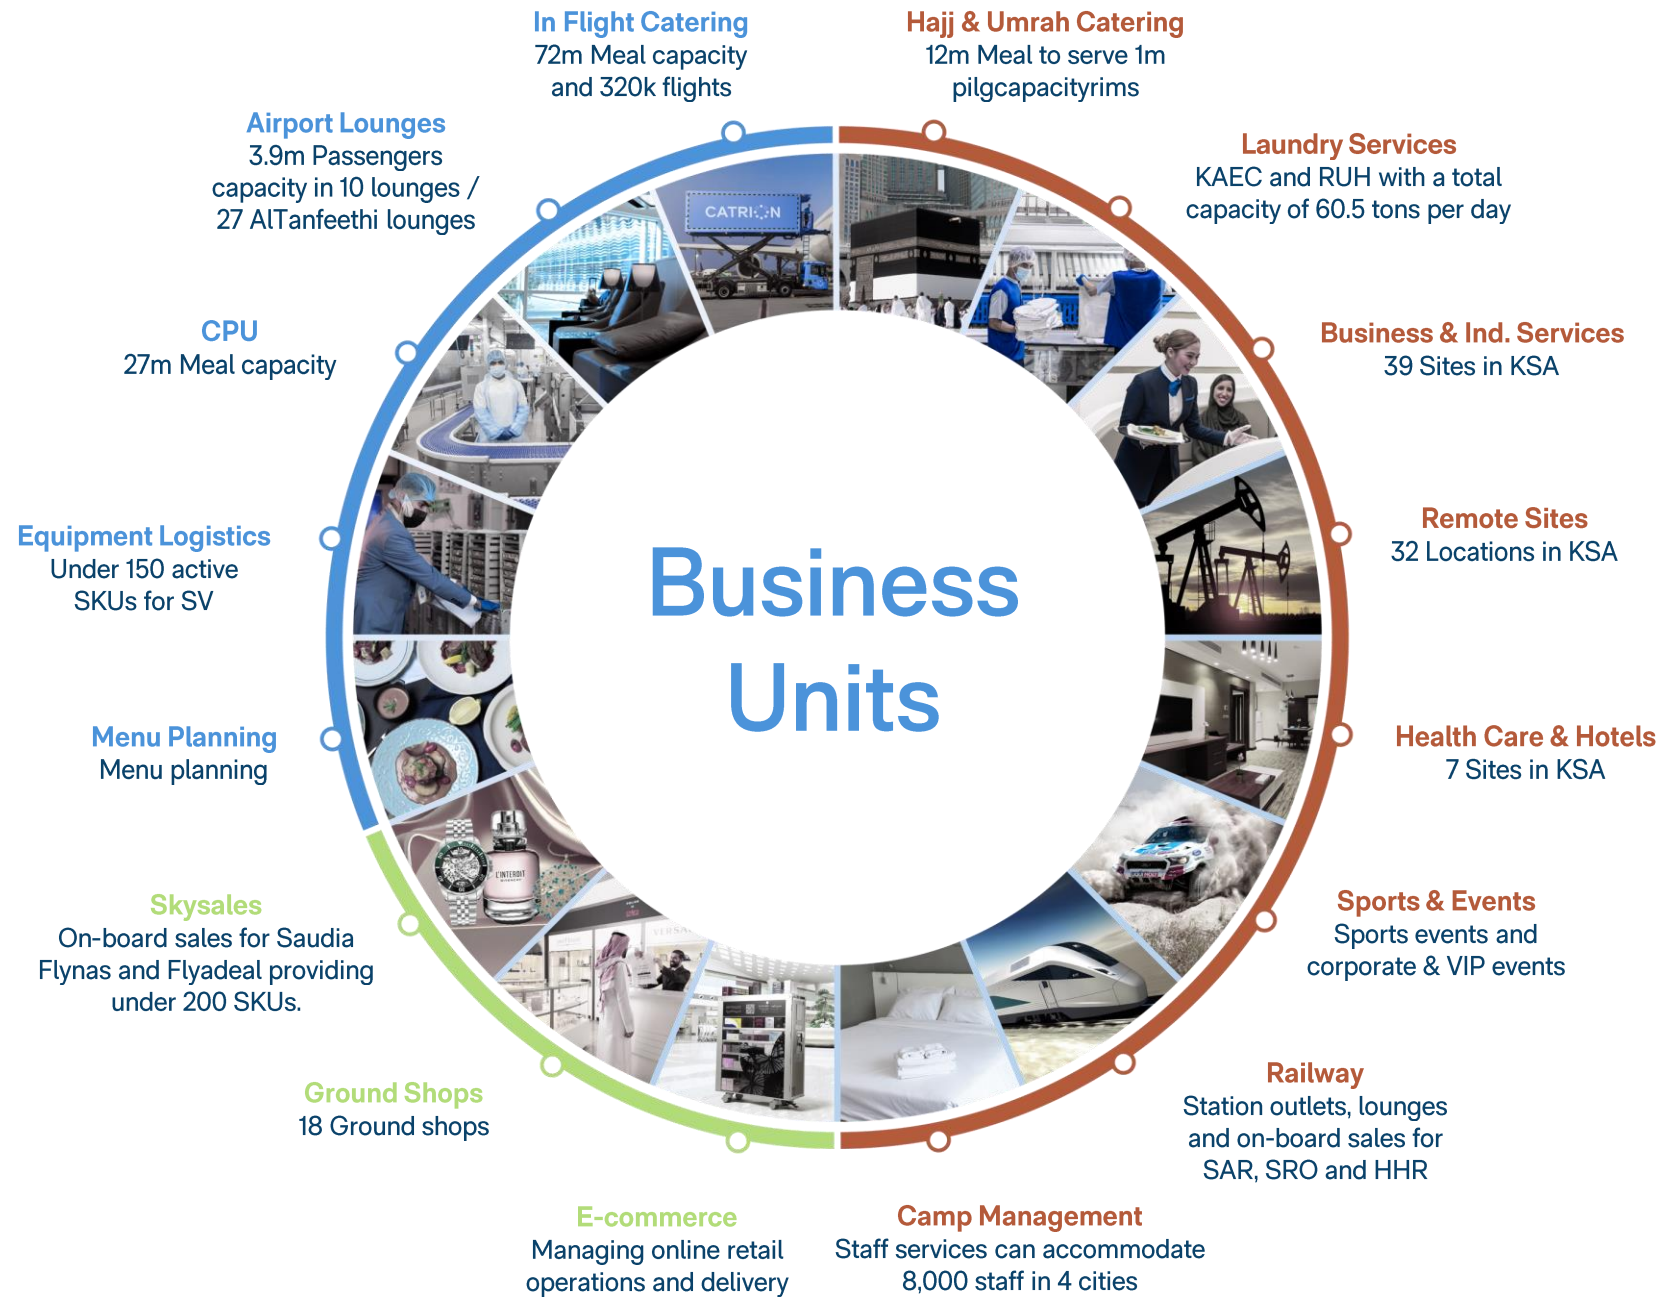 In Flight Catering
72m Meal capacity
and 320k flights
Hajj & Umrah Catering
12m Meal to serve 1m
pilgcapacityrims
Airport Lounges
3.9m Passengers
capacity in 10 lounges /
27 AlTanfeethi lounges
Laundry Services
KAEC and RUH with a total
capacity of 60.5 tons per day
CATRION
CPU
27m Meal capacity
Business & Ind. Services
39 Sites in KSA
Equipment Logistics
Under 150 active
SKUs for SV
Remote Sites
32 Locations in KSA
Business
Units
Menu Planning
Menu planning
Health Care & Hotels
7 Sites in KSA
L'INTERDIT
Skysales
On-board sales for Saudia
Flynas and Flyadeal providing
under 200 SKUs.
Sports & Events
Sports events and
corporate & VIP events
Ground Shops
18 Ground shops
Railway
Station outlets, lounges
and on-board sales for
SAR, SRO and HHR
E-commerce
Managing online retail
operations and delivery
Camp Management
Staff services can accommodate
8,000 staff in 4 cities